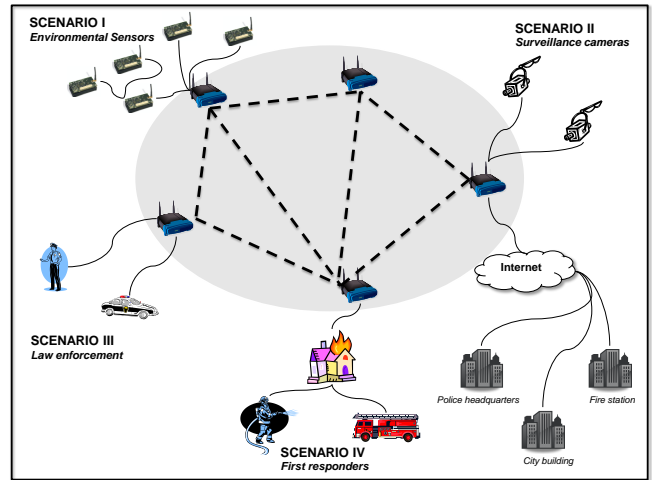 SCENARIO I
Environmental Sensors
SCENARIO II
Surveillance cameras
Internet
SCENARIO III
Law enforcement
Police headquarters
Fire station
City building
SCENARIO IV
First responders